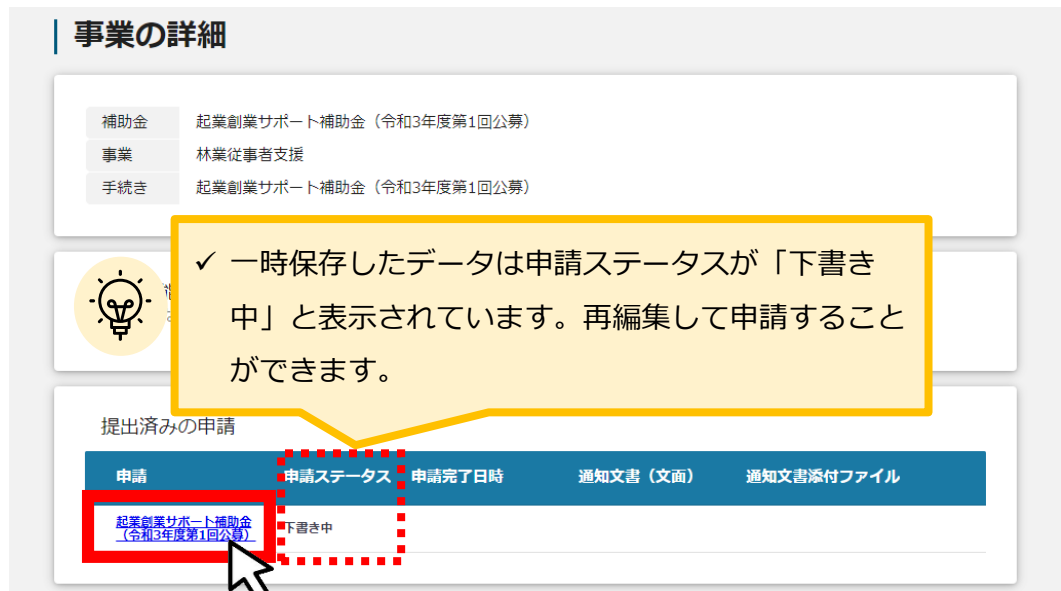 事業の詳細
補助金 起業創業サポート補助金（令和3年度第1回公募）
事業 林業従事者支援
手続き 起業創業サポート補助金（令和3年度第1回公募）
✓ 一時保存したデータは申請ステータスが「下書き
中」と表示されています。再編集して申請すること
ができます。
提出済みの申請
申請 申請ステータス 申請完了日時 通知文書（文面） 通知文書添付ファイル
起業創業サポート補助金
（令和3年度第1回公募） 下書き中